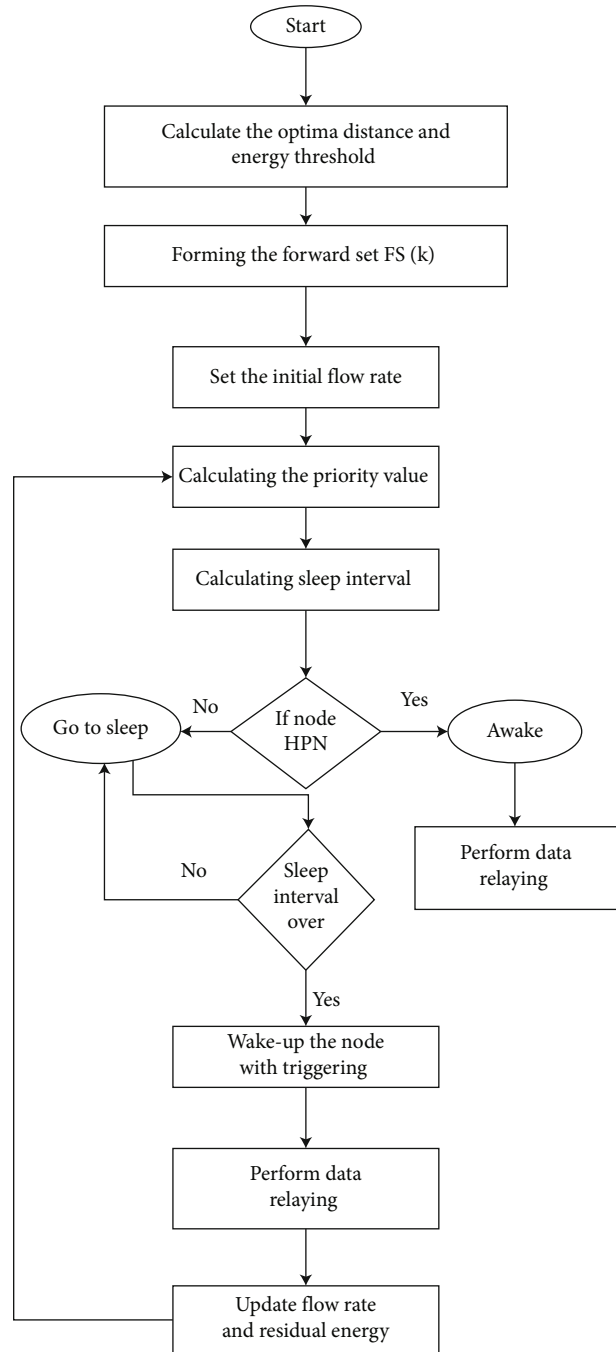 Start
Calculate the optima distance and
energy threshold
Forming the forward set FS (k)
Set the initial flow rate
Calculating the priority value
Calculating sleep interval
If node
HPN
No
Yes
Go to sleep
Awake
Perform data
relaying
Sleep
interval
over
No
Yes
Wake-up the node
with triggering
Perform data
relaying
Update flow rate
and residual energy